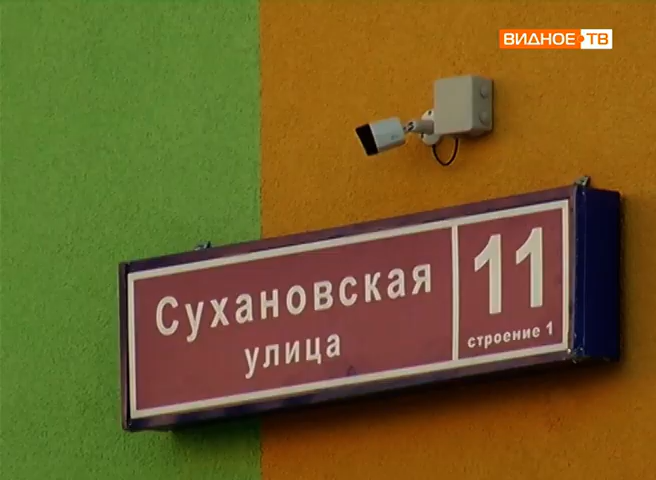 ВИДНОЕ ТВ
Сухановская
улица
11
строение 1